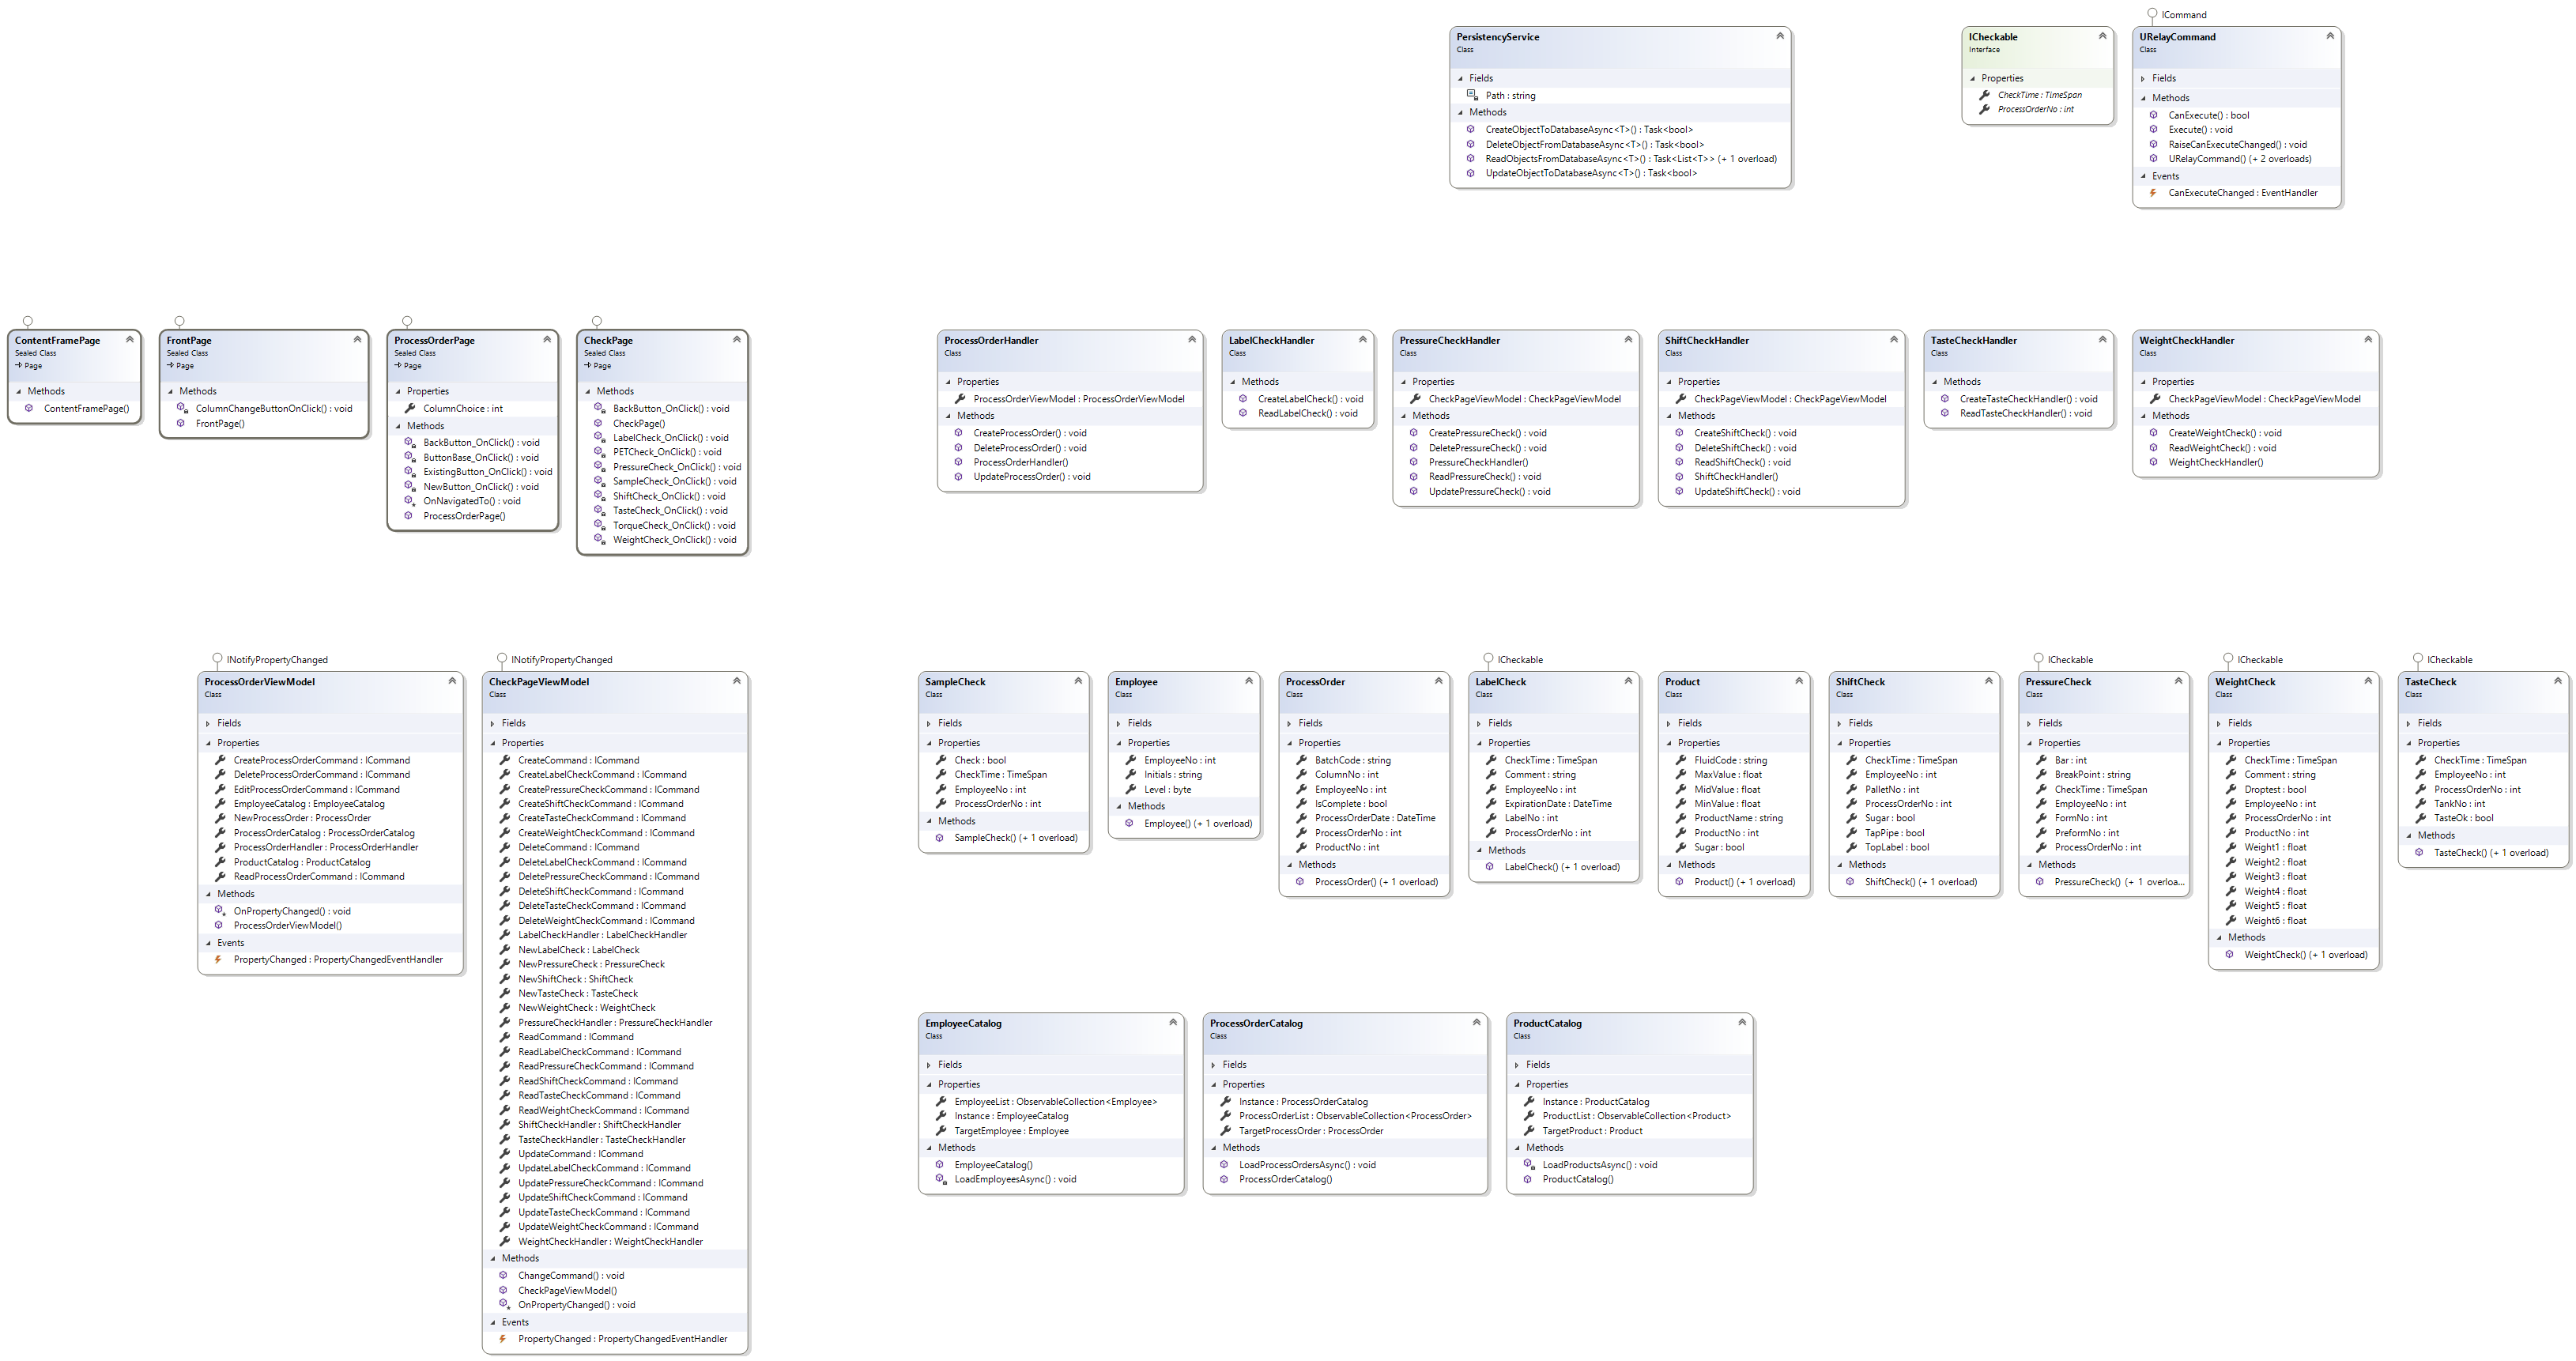 PersistencyService
Class
Fields
Path : string
Methods
CreateObjectToDatabaseAsync<T>() : Task<bool>
DeleteObjectFromDatabaseAsync<T>() : Task<bool>
ReadObjectsFromDatabaseAsync<T>() : Task<List<T>> (+ 1 overload)
UpdateObjectToDatabaseAsync<T>() : Task<bool>
ICheckable
Interface
Properties
CheckTime : TimeSpan
ProcessOrderNo : int
ICommand
URelayCommand
Class
Fields
Methods
CanExecute() : bool
Execute() : void
RaiseCanExecuteChanged() : void
URelayCommand() (+ 2 overloads)
Events
CanExecuteChanged : EventHandler
ContentFramePage
Sealed Class
Page
Methods
ContentFramePage()
FrontPage
Sealed Class
Page
Methods
ColumnChangeButtonOnClick() : void
FrontPage()
ProcessOrderPage
Sealed Class
Page
Properties
ColumnChoice : int
Methods
BackButton_OnClick() : void
ButtonBase_OnClick() : void
ExistingButton_OnClick() : void
NewButton_OnClick() : void
OnNavigatedTo() : void
ProcessOrderPage()
CheckPage
Sealed Class
Page
Methods
BackButton_OnClick() : void
CheckPage()
LabelCheck_OnClick() : void
PETCheck_OnClick() : void
PressureCheck_OnClick() : void
SampleCheck_OnClick() : void
ShiftCheck_OnClick() : void
TasteCheck_OnClick() : void
TorqueCheck_OnClick() : void
WeightCheck_OnClick() : void
ProcessOrderHandler
Class
Properties
ProcessOrderViewModel : ProcessOrderViewModel
Methods
CreateProcessOrder() : void
DeleteProcessOrder() : void
ProcessOrderHandler()
UpdateProcessOrder() : void
LabelCheckHandler
Class
Methods
CreateLabelCheck() : void
ReadLabelCheck() : void
PressureCheckHandler
Class
Properties
CheckPageViewModel : CheckPageViewModel
Methods
CreatePressureCheck() : void
DeletePressureCheck() : void
PressureCheckHandler()
ReadPressureCheck() : void
UpdatePressureCheck() : void
ShiftCheckHandler
Class
Properties
CheckPageViewModel : CheckPageViewModel
Methods
CreateShiftCheck() : void
DeleteShiftCheck() : void
ReadShiftCheck() : void
ShiftCheckHandler()
UpdateShiftCheck() : void
TasteCheckHandler
Class
Methods
CreateTasteCheckHandler() : void
ReadTasteCheckHandler() : void
WeightCheckHandler
Class
Properties
CheckPageViewModel : CheckPageViewModel
Methods
CreateWeightCheck() : void
ReadWeightCheck() : void
WeightCheckHandler()
INotifyPropertyChanged
ProcessOrderViewModel
Class
Fields
Properties
CreateProcessOrderCommand : ICommand
DeleteProcessOrderCommand : ICommand
EditProcessOrderCommand : ICommand
EmployeeCatalog : EmployeeCatalog
NewProcessOrder : ProcessOrder
ProcessOrderCatalog : ProcessOrderCatalog
ProcessOrderHandler : ProcessOrderHandler
ProductCatalog : ProductCatalog
ReadProcessOrderCommand : ICommand
Methods
OnPropertyChanged() : void
ProcessOrderViewModel()
Events
PropertyChanged : PropertyChangedEventHandler
INotifyPropertyChanged
CheckPageViewModel
Class
Fields
Properties
CreateCommand : ICommand
CreateLabelCheckCommand : ICommand
CreatePressureCheckCommand : ICommand
CreateShiftCheckCommand : ICommand
CreateTasteCheckCommand : ICommand
CreateWeightCheckCommand : ICommand
DeleteCommand : ICommand
DeleteLabelCheckCommand : ICommand
DeletePressureCheckCommand : ICommand
DeleteShiftCheckCommand : ICommand
DeleteTasteCheckCommand : ICommand
DeleteWeightCheckCommand : ICommand
LabelCheckHandler : LabelCheckHandler
NewLabelCheck : LabelCheck
NewPressureCheck : PressureCheck
NewShiftCheck : ShiftCheck
NewTasteCheck : TasteCheck
NewWeightCheck : WeightCheck
PressureCheckHandler : PressureCheckHandler
ReadCommand : ICommand
ReadLabelCheckCommand : ICommand
ReadPressureCheckCommand : ICommand
ReadShiftCheckCommand : ICommand
ReadTasteCheckCommand : ICommand
ReadWeightCheckCommand : ICommand
ShiftCheckHandler : ShiftCheckHandler
TasteCheckHandler : TasteCheckHandler
UpdateCommand : ICommand
UpdateLabelCheckCommand : ICommand
UpdatePressureCheckCommand : ICommand
UpdateShiftCheckCommand : ICommand
UpdateTasteCheckCommand : ICommand
UpdateWeightCheckCommand : ICommand
WeightCheckHandler : WeightCheckHandler
Methods
ChangeCommand() : void
CheckPageViewModel()
OnPropertyChanged() : void
Events
PropertyChanged : PropertyChangedEventHandler
SampleCheck
Class
Fields
Properties
Check : bool
CheckTime : TimeSpan
EmployeeNo : int
ProcessOrderNo : int
Methods
SampleCheck() (+ 1 overload)
Employee
Class
Fields
Properties
EmployeeNo : int
Initials : string
Level : byte
Methods
Employee() (+ 1 overload)
ProcessOrder
Class
Fields
Properties
BatchCode : string
ColumnNo : int
EmployeeNo : int
IsComplete : bool
ProcessOrderDate : DateTime
ProcessOrderNo : int
ProductNo : int
Methods
ProcessOrder() (+ 1 overload)
ICheckable
LabelCheck
Class
Fields
Properties
CheckTime : TimeSpan
Comment : string
EmployeeNo : int
ExpirationDate : DateTime
LabelNo : int
ProcessOrderNo : int
Methods
LabelCheck() (+ 1 overload)
Product
Class
Fields
Properties
FluidCode : string
MaxValue : float
MidValue : float
MinValue : float
ProductName : string
ProductNo : int
Sugar : bool
Methods
Product() (+ 1 overload)
ShiftCheck
Class
Fields
Properties
CheckTime : TimeSpan
EmployeeNo : int
PalletNo : int
ProcessOrderNo : int
Sugar : bool
TapPipe : bool
TopLabel : bool
Methods
ShiftCheck() (+ 1 overload)
ICheckable
PressureCheck
Class
Fields
Properties
Bar : int
BreakPoint : string
CheckTime : TimeSpan
EmployeeNo : int
FormNo : int
PreformNo : int
ProcessOrderNo : int
Methods
PressureCheck() (+ 1 overloa...
ICheckable
WeightCheck
Class
Fields
Properties
CheckTime : TimeSpan
Comment : string
Droptest : bool
EmployeeNo : int
ProcessOrderNo : int
ProductNo : int
Weight1 : float
Weight2 : float
Weight3 : float
Weight4 : float
Weight5 : float
Weight6 : float
Methods
WeightCheck() (+ 1 overload)
ICheckable
TasteCheck
Class
Fields
Properties
CheckTime : TimeSpan
EmployeeNo : int
ProcessOrderNo : int
TankNo : int
TasteOk : bool
Methods
TasteCheck() (+ 1 overload)
EmployeeCatalog
Class
Fields
Properties
EmployeeList : ObservableCollection<Employee>
Instance : EmployeeCatalog
TargetEmployee : Employee
Methods
EmployeeCatalog()
LoadEmployeesAsync() : void
ProcessOrderCatalog
Class
Fields
Properties
Instance : ProcessOrderCatalog
ProcessOrderList : ObservableCollection<ProcessOrder>
TargetProcessOrder : ProcessOrder
Methods
LoadProcessOrdersAsync() : void
ProcessOrderCatalog()
ProductCatalog
Class
Fields
Properties
Instance : ProductCatalog
ProductList : ObservableCollection<Product>
TargetProduct : Product
Methods
LoadProductsAsync() : void
ProductCatalog()